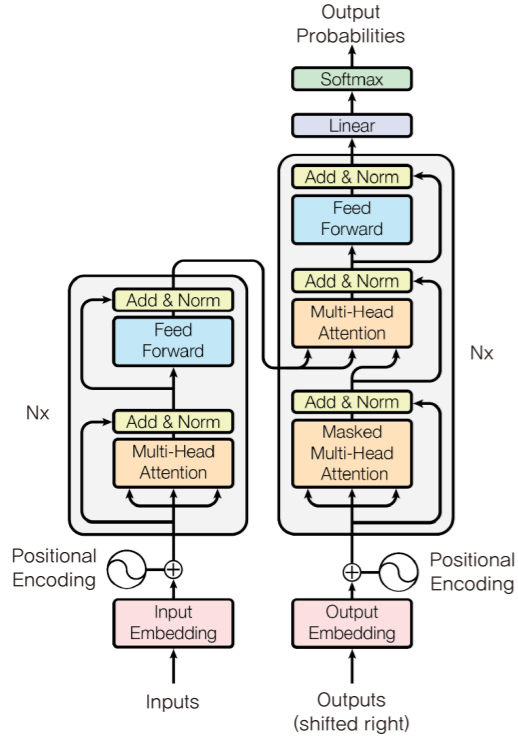 Output
Probabilities
Softmax
Linear
Add & Norm
Feed
Forward
Add & Norm
Multi-Head
Attention
Add & Norm
Masked
Multi-Head
Attention
Nx
Add & Norm
Feed
Forward
Add & Norm
Multi-Head
Attention
Nx
Positional
Encoding
Positional
Encoding
Input
Embedding
Output
Embedding
Inputs
Outputs
(shifted right)